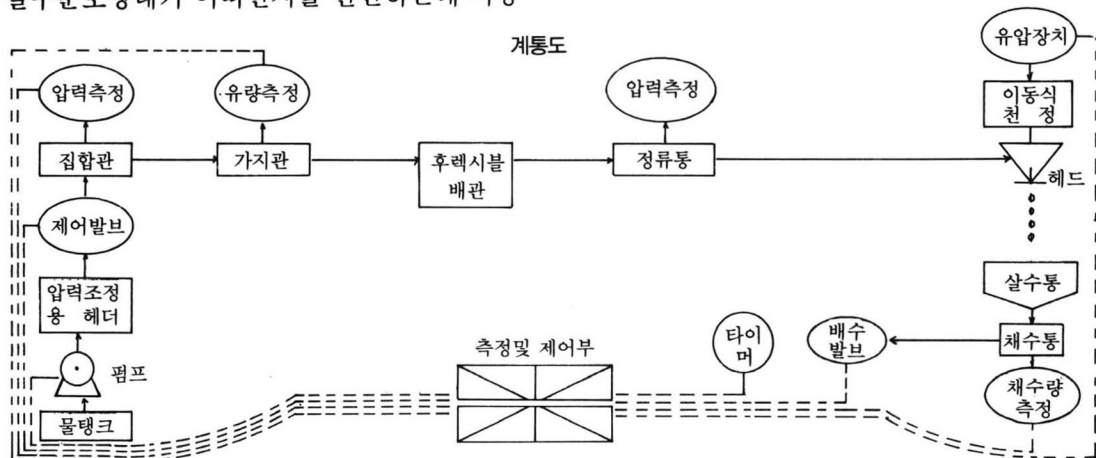 계통도
유압장치
압력측정
유량측정
압력측정
이동식
천 정
집합관
가지관
후렉시블
배관
정류통
헤드
제어발브
압력조정
용 헤더
살수통
타이
머
배수
발브
채수통
측정및 제어부
펌프
채수량
측정
물탱크